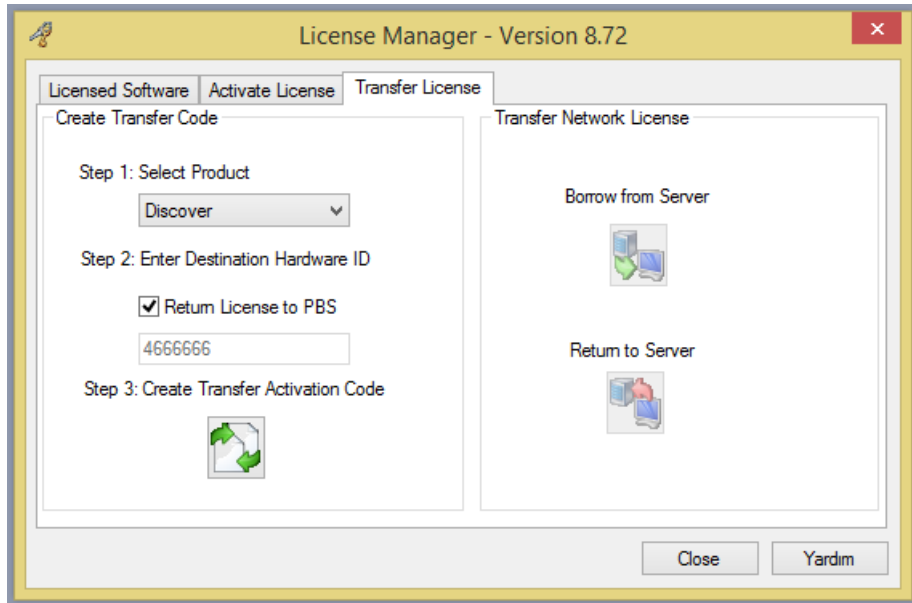 License Manager - Version 8.72
Licensed Software
Activate License
Transfer License
Create Transfer Code
Step 1: Select Product
Discover
Step 2: Enter Destination Hardware ID
Return License to PBS
4666666
Step 3: Create Transfer Activation Code
Transfer Network License
Borrow from Server
Return to Server
Close
Yardım